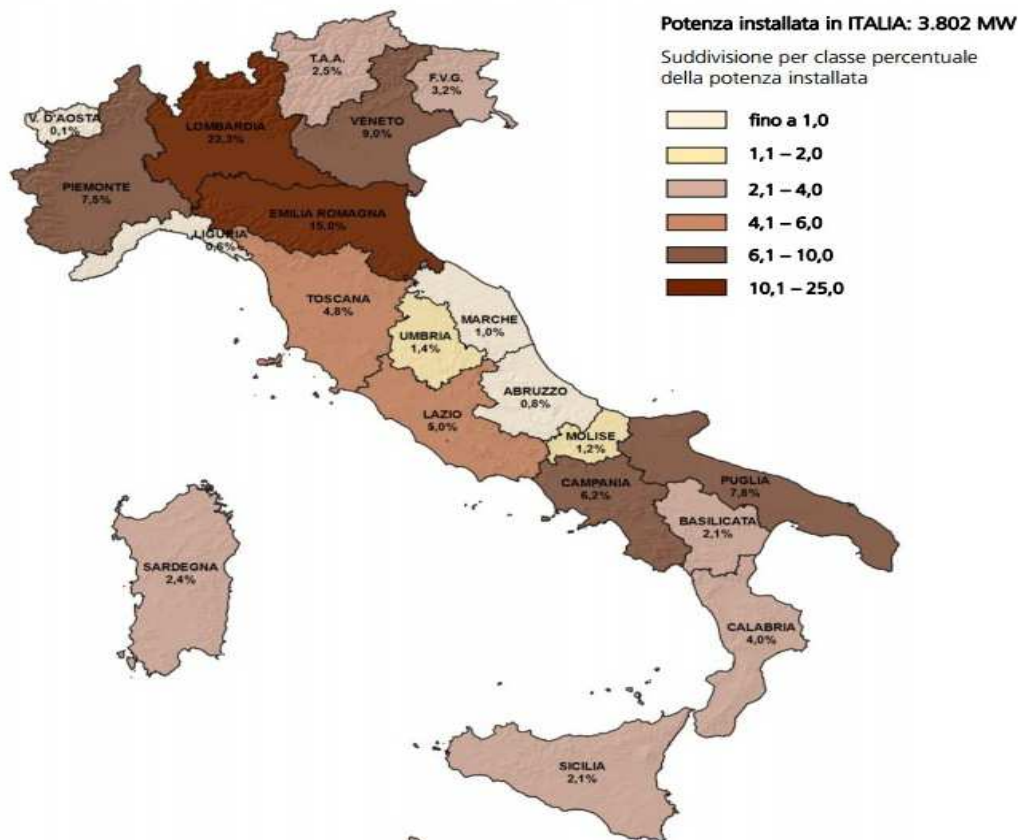 Potenza installata in ITALIA: 3.802 MW
Suddivisione per classe percentuale
della potenza installata
fino a 1,0
1,1 – 2,0
2,1 – 4,0
4,1 – 6,0
6,1 – 10,0
10,1 – 25,0
T.A.A.
2,5%
F.V.G.
3,2%
V. D'AOSTA
0,1%
LOMBARDIA
23,3%
VENETO
9,0%
PIEMONTE
7,5%
EMILIA ROMAGNA
15,0%
LIGURIA
0,6%
TOSCANA
4,8%
MARCHE
1,0%
UMBRIA
1,4%
ABRUZZO
0,8%
LAZIO
5,0%
MOLISE
1,2%
CAMPANIA
6,2%
PUGLIA
7,8%
BASILICATA
2,1%
SARDEGNA
2,4%
CALABRIA
4,0%
SICILIA
2,1%